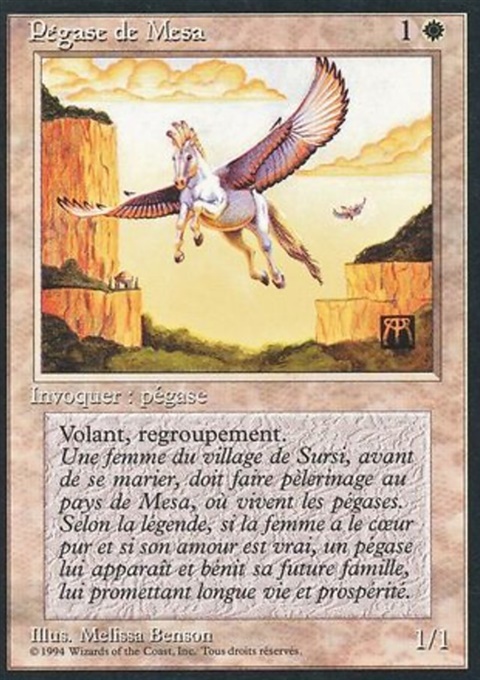 Pégase de Mesa 1
Invoquer : pégase
Volant, regroupement.
Une femme du village de Sursi, avant
de se marier, doit faire pèlerinage au
pays de Mesa, où vivent les pégases.
Selon la légende, si la femme a le cœur
pur et si son amour est vrai, un pégase
lui apparaît et bénit sa future famille,
lui promettant longue vie et prospérité.
Illus. Melissa Benson
1/1
© 1994 Wizards of the Coast, Inc. Tous droits réservés.